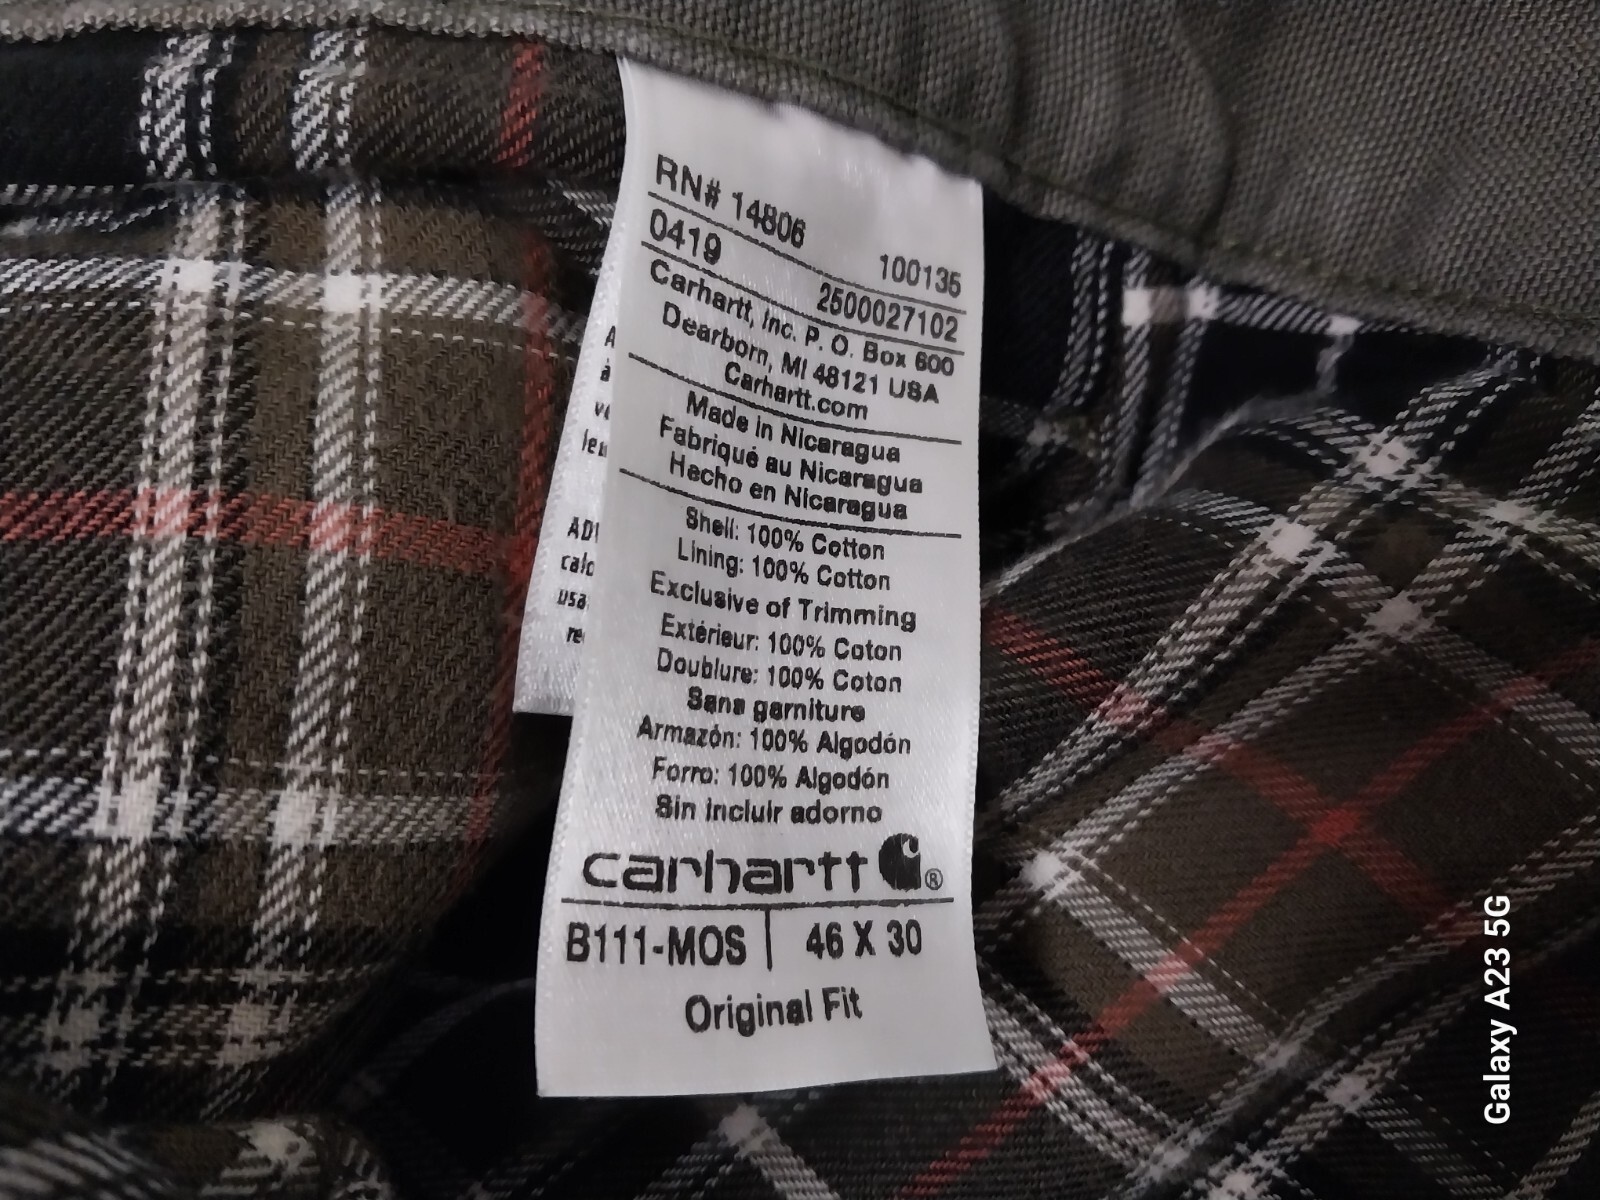 RN# 14806 100135
0419 2500027102
Carhartt, Inc. P. O. Box 600
Dearborn, MI 48121 USA
Carhartt.com
Made in Nicaragua
Fabriqué au Nicaragua
Hecho en Nicaragua
Shell: 100% Cotton
Lining: 100% Cotton
Exclusive of Trimming
Extérieur: 100% Coton
Doublure: 100% Coton
Sans garniture
Armazón: 100% Algodón
Forro: 100% Algodón
Sin incluir adorno
carhartt ®
B111-MOS | 46 X 30
Original Fit
Galaxy A23 5G